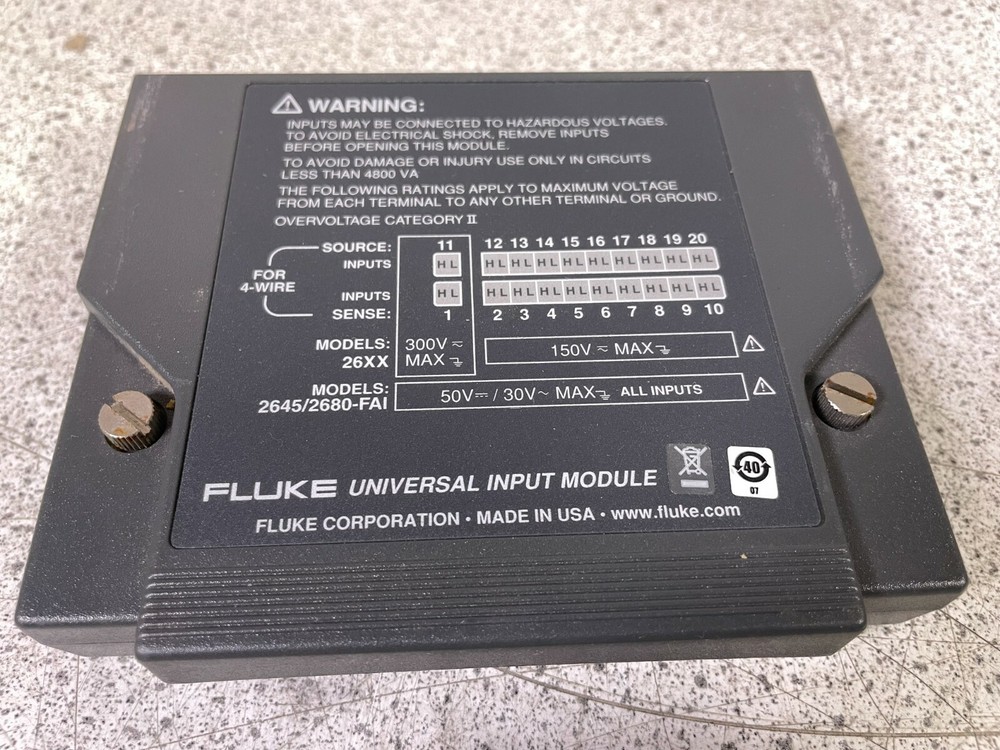 ⚠ WARNING:
INPUTS MAY BE CONNECTED TO HAZARDOUS VOLTAGES.
TO AVOID ELECTRICAL SHOCK, REMOVE INPUTS
BEFORE OPENING THIS MODULE.
TO AVOID DAMAGE OR INJURY USE ONLY IN CIRCUITS
LESS THAN 4800 VA
THE FOLLOWING RATINGS APPLY TO MAXIMUM VOLTAGE
FROM EACH TERMINAL TO ANY OTHER TERMINAL OR GROUND.
OVERVOLTAGE CATEGORY II
SOURCE: 11 12 13 14 15 16 17 18 19 20
INPUTS HL HL HL HL HL HL HL HL HL HL
FOR
4-WIRE
INPUTS HL HL HL HL HL HL HL HL HL HL
SENSE: 1 2 3 4 5 6 7 8 9 10
MODELS:
26XX
300V ⎓ MAX
150V ⎓ MAX
MODELS:
2645/2680-FAI
50V⎓ / 30V~ MAX ALL INPUTS
FLUKE UNIVERSAL INPUT MODULE
40
07
FLUKE CORPORATION • MADE IN USA • www.fluke.com